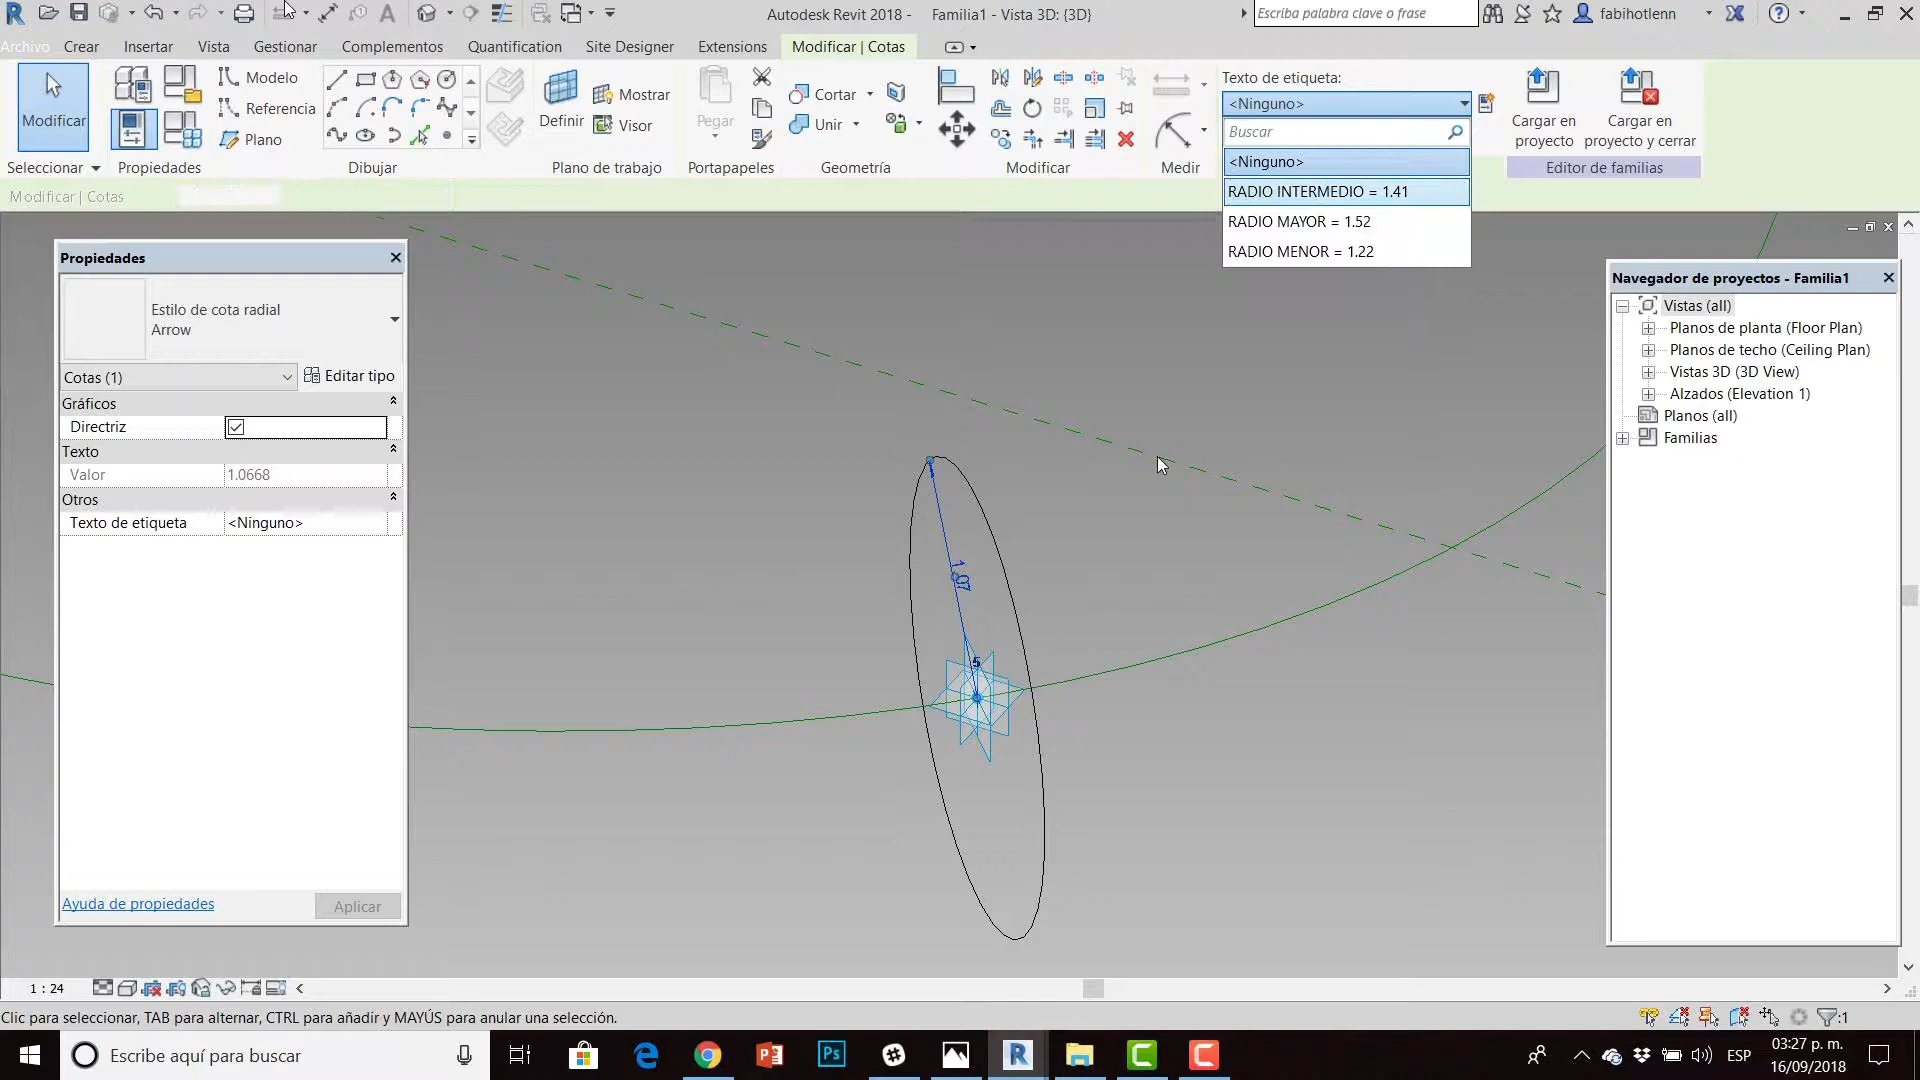 Autodesk Revit 2018 - Familia1 - Vista 3D: {3D}
Escriba palabra clave o frase
fabihotlenn
Archivo Crear Insertar Vista Gestionar Complementos Quantification Site Designer Extensions Modificar | Cotas
Modificar
Modelo
Referencia
Plano
Definir
Mostrar
Visor
Pegar
Cortar
Unir
Texto de etiqueta:
<Ninguno>
Buscar
<Ninguno>
RADIO INTERMEDIO = 1.41
RADIO MAYOR = 1.52
RADIO MENOR = 1.22
Cargar en
proyecto
Cargar en
proyecto y cerrar
Seleccionar Propiedades Dibujar Plano de trabajo Portapapeles Geometría Modificar Medir Editor de familias
Modificar | Cotas
Propiedades
Estilo de cota radial
Arrow
Cotas (1)
Editar tipo
Gráficos
Directriz
Texto
Valor 1.0668
Otros
Texto de etiqueta <Ninguno>
Ayuda de propiedades
Aplicar
1.07
5
Navegador de proyectos - Familia1
Vistas (all)
Planos de planta (Floor Plan)
Planos de techo (Ceiling Plan)
Vistas 3D (3D View)
Alzados (Elevation 1)
Planos (all)
Familias
1 : 24
Clic para seleccionar, TAB para alternar, CTRL para añadir y MAYÚS para anular una selección.
:1
Escribe aquí para buscar
ESP
03:27 p. m.
16/09/2018